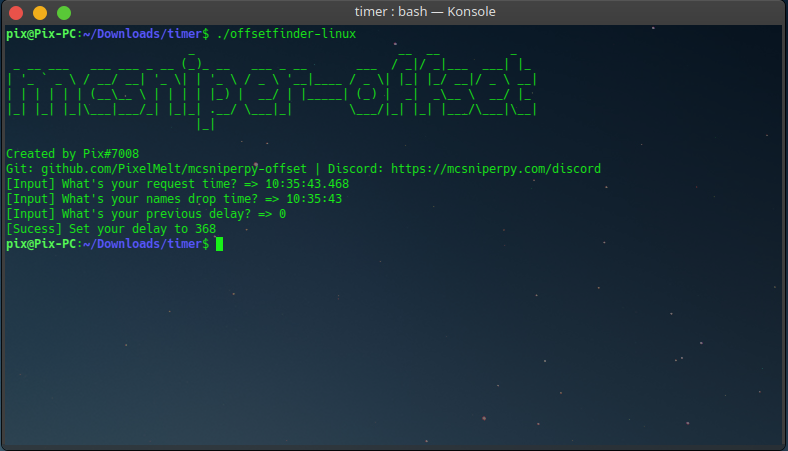 timer : bash — Konsole
pix@Pix-PC:~/Downloads/timer$ ./offsetfinder-linux
mcsniper-offset
Created by Pix#7008
Git: github.com/PixelMelt/mcsniperpy-offset | Discord: https://mcsniperpy.com/discord
[Input] What's your request time? => 10:35:43.468
[Input] What's your names drop time? => 10:35:43
[Input] What's your previous delay? => 0
[Sucess] Set your delay to 368
pix@Pix-PC:~/Downloads/timer$